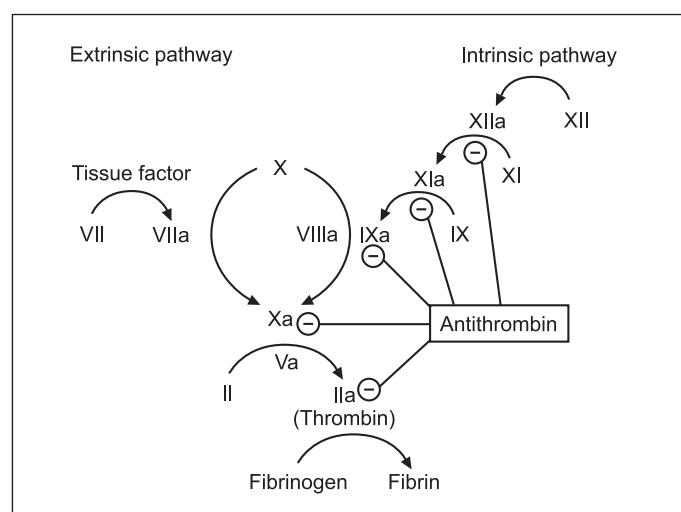 Extrinsic pathway
Intrinsic pathway
XIIa
XII
Tissue factor
X
XIa
XI
VII
VIIa
VIIIa
IXa
IX
Xa
Antithrombin
Va
II
IIa
(Thrombin)
Fibrinogen
Fibrin